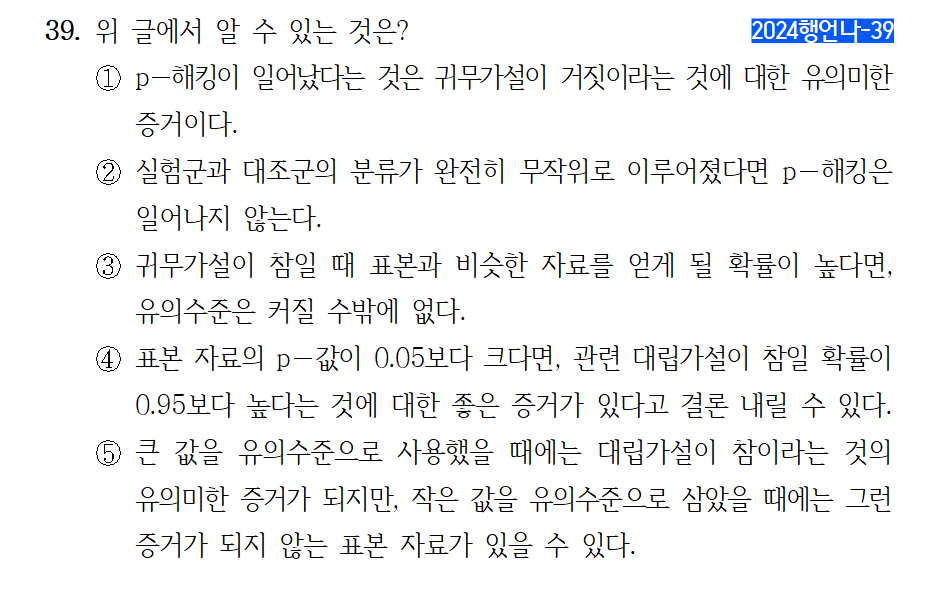 39. 위 글에서 알 수 있는 것은? 2024행언나-39
① p-해킹이 일어났다는 것은 귀무가설이 거짓이라는 것에 대한 유의미한
증거이다.
② 실험군과 대조군의 분류가 완전히 무작위로 이루어졌다면 p-해킹은
일어나지 않는다.
③ 귀무가설이 참일 때 표본과 비슷한 자료를 얻게 될 확률이 높다면,
유의수준은 커질 수밖에 없다.
④ 표본 자료의 p-값이 0.05보다 크다면, 관련 대립가설이 참일 확률이
0.95보다 높다는 것에 대한 좋은 증거가 있다고 결론 내릴 수 있다.
⑤ 큰 값을 유의수준으로 사용했을 때에는 대립가설이 참이라는 것의
유의미한 증거가 되지만, 작은 값을 유의수준으로 삼았을 때에는 그런
증거가 되지 않는 표본 자료가 있을 수 있다.